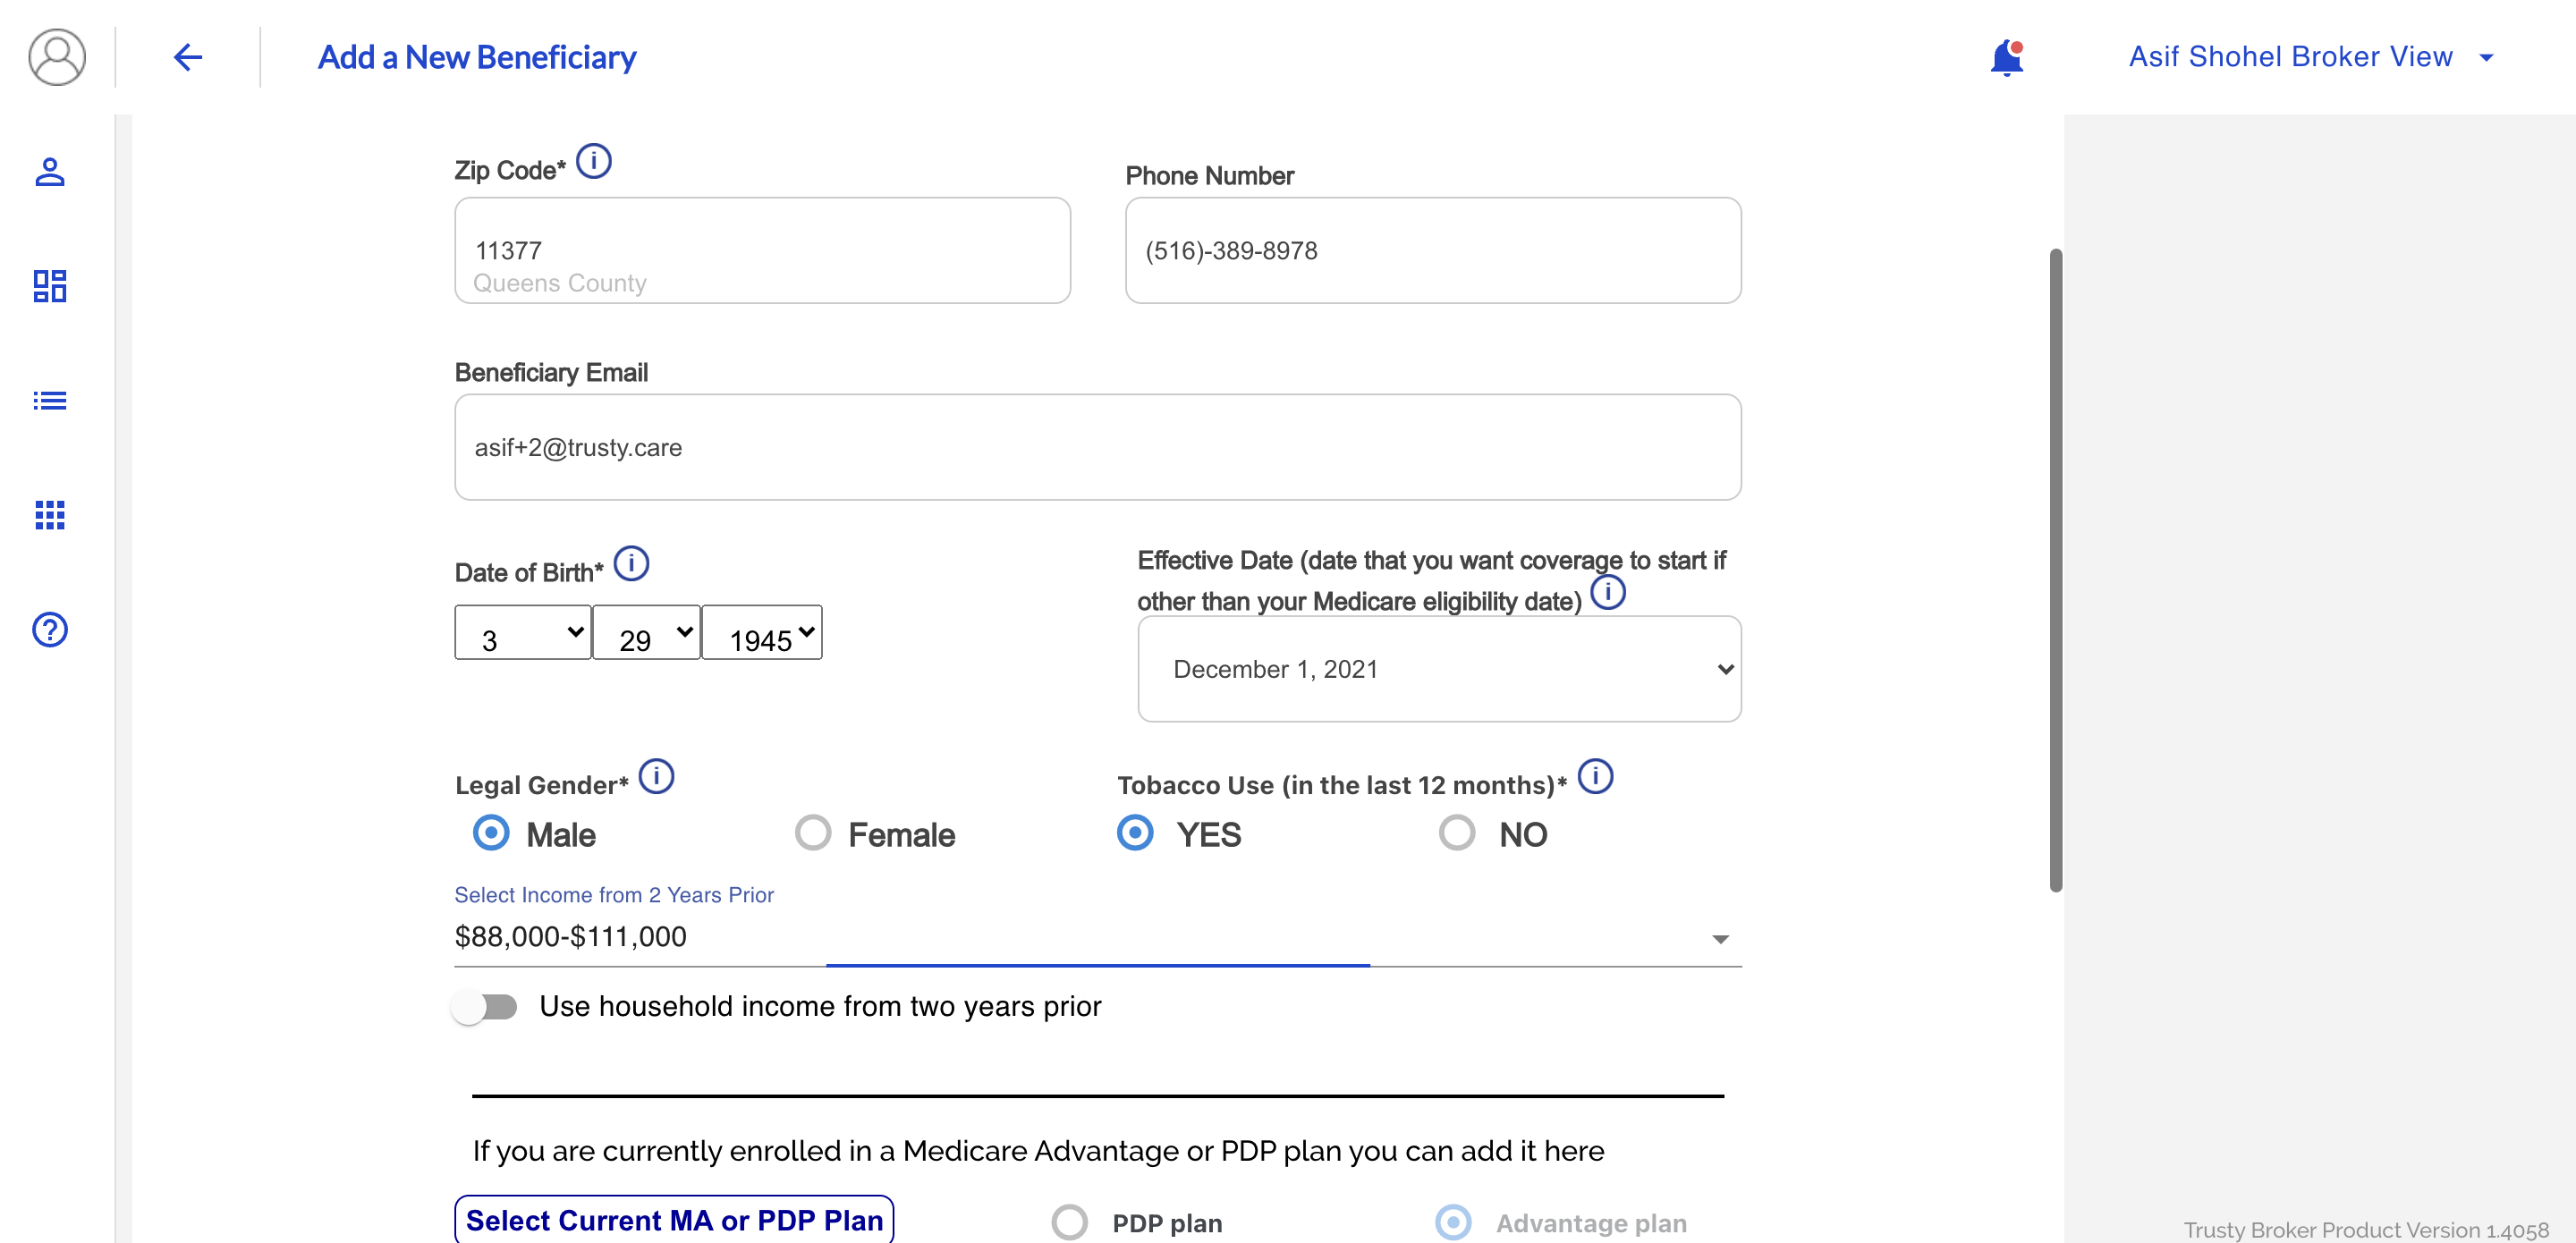 Add a New Beneficiary
Asif Shohel Broker View
Zip Code*
Phone Number
11377
Queens County
(516)-389-8978
Beneficiary Email
asif+2@trusty.care
Date of Birth*
Effective Date (date that you want coverage to start if
other than your Medicare eligibility date)
3 29 1945
December 1, 2021
Legal Gender*
Tobacco Use (in the last 12 months)*
Male Female
YES NO
Select Income from 2 Years Prior
$88,000-$111,000
Use household income from two years prior
If you are currently enrolled in a Medicare Advantage or PDP plan you can add it here
Select Current MA or PDP Plan
PDP plan
Advantage plan
Trusty Broker Product Version 1.4058